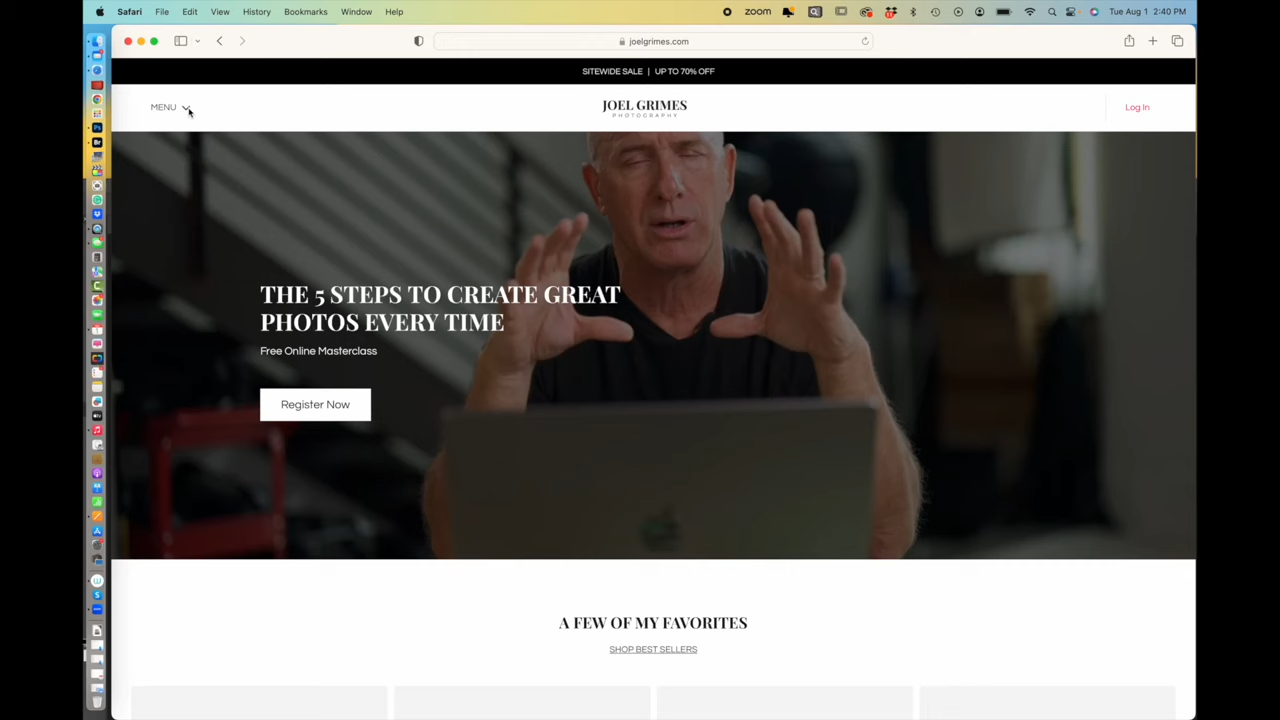 Safari File Edit View History Bookmarks Window Help
zoom
Tue Aug 1 2:40 PM
joelgrimes.com
SITEWIDE SALE | UP TO 70% OFF
MENU
JOEL GRIMES
PHOTOGRAPHY
Log In
THE 5 STEPS TO CREATE GREAT
PHOTOS EVERY TIME
Free Online Masterclass
Register Now
A FEW OF MY FAVORITES
SHOP BEST SELLERS
Ps
Br